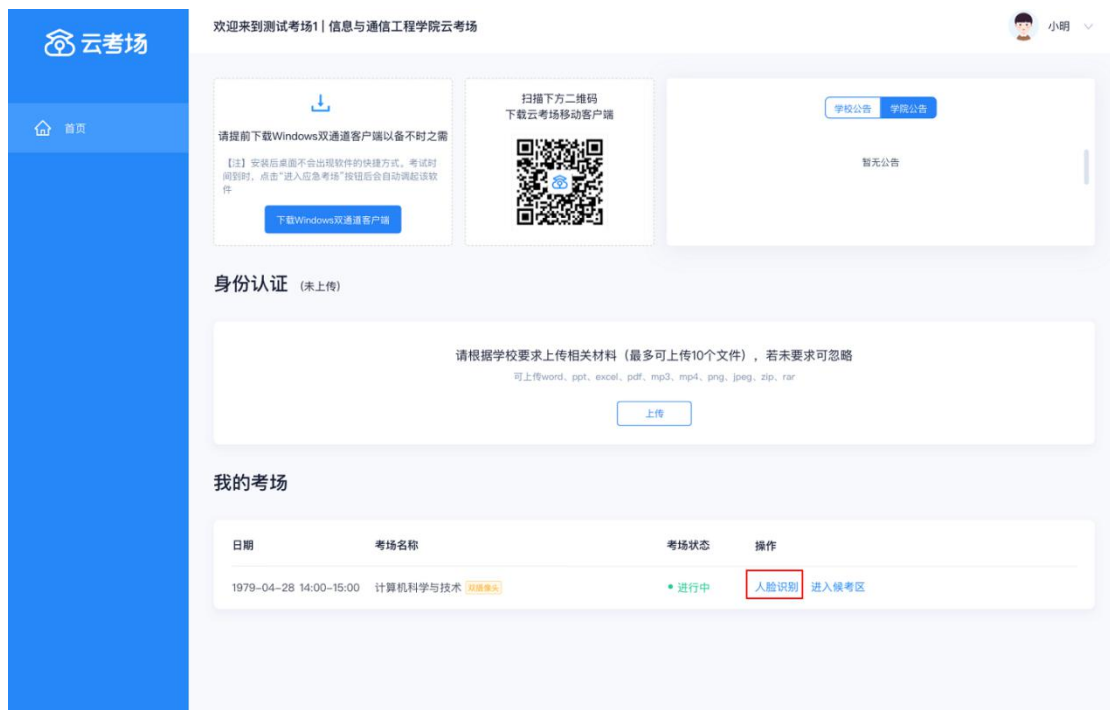 云考场
首页
欢迎来到测试考场1 | 信息与通信工程学院云考场
小明
请提前下载Windows双通道客户端以备不时之需
【注】安装后桌面不会出现软件的快捷方式，考试时
间到时，点击“进入应急考场”按钮后会自动调起该软
件
下载Windows双通道客户端
扫描下方二维码
下载云考场移动客户端
学校公告 学院公告
暂无公告
身份认证 (未上传)
请根据学校要求上传相关材料（最多可上传10个文件），若未要求可忽略
可上传word、ppt、excel、pdf、mp3、mp4、png、jpeg、zip、rar
上传
我的考场
日期 考场名称 考场状态 操作
1979-04-28 14:00-15:00 计算机科学与技术 双摄像头 进行中 人脸识别 进入候考区